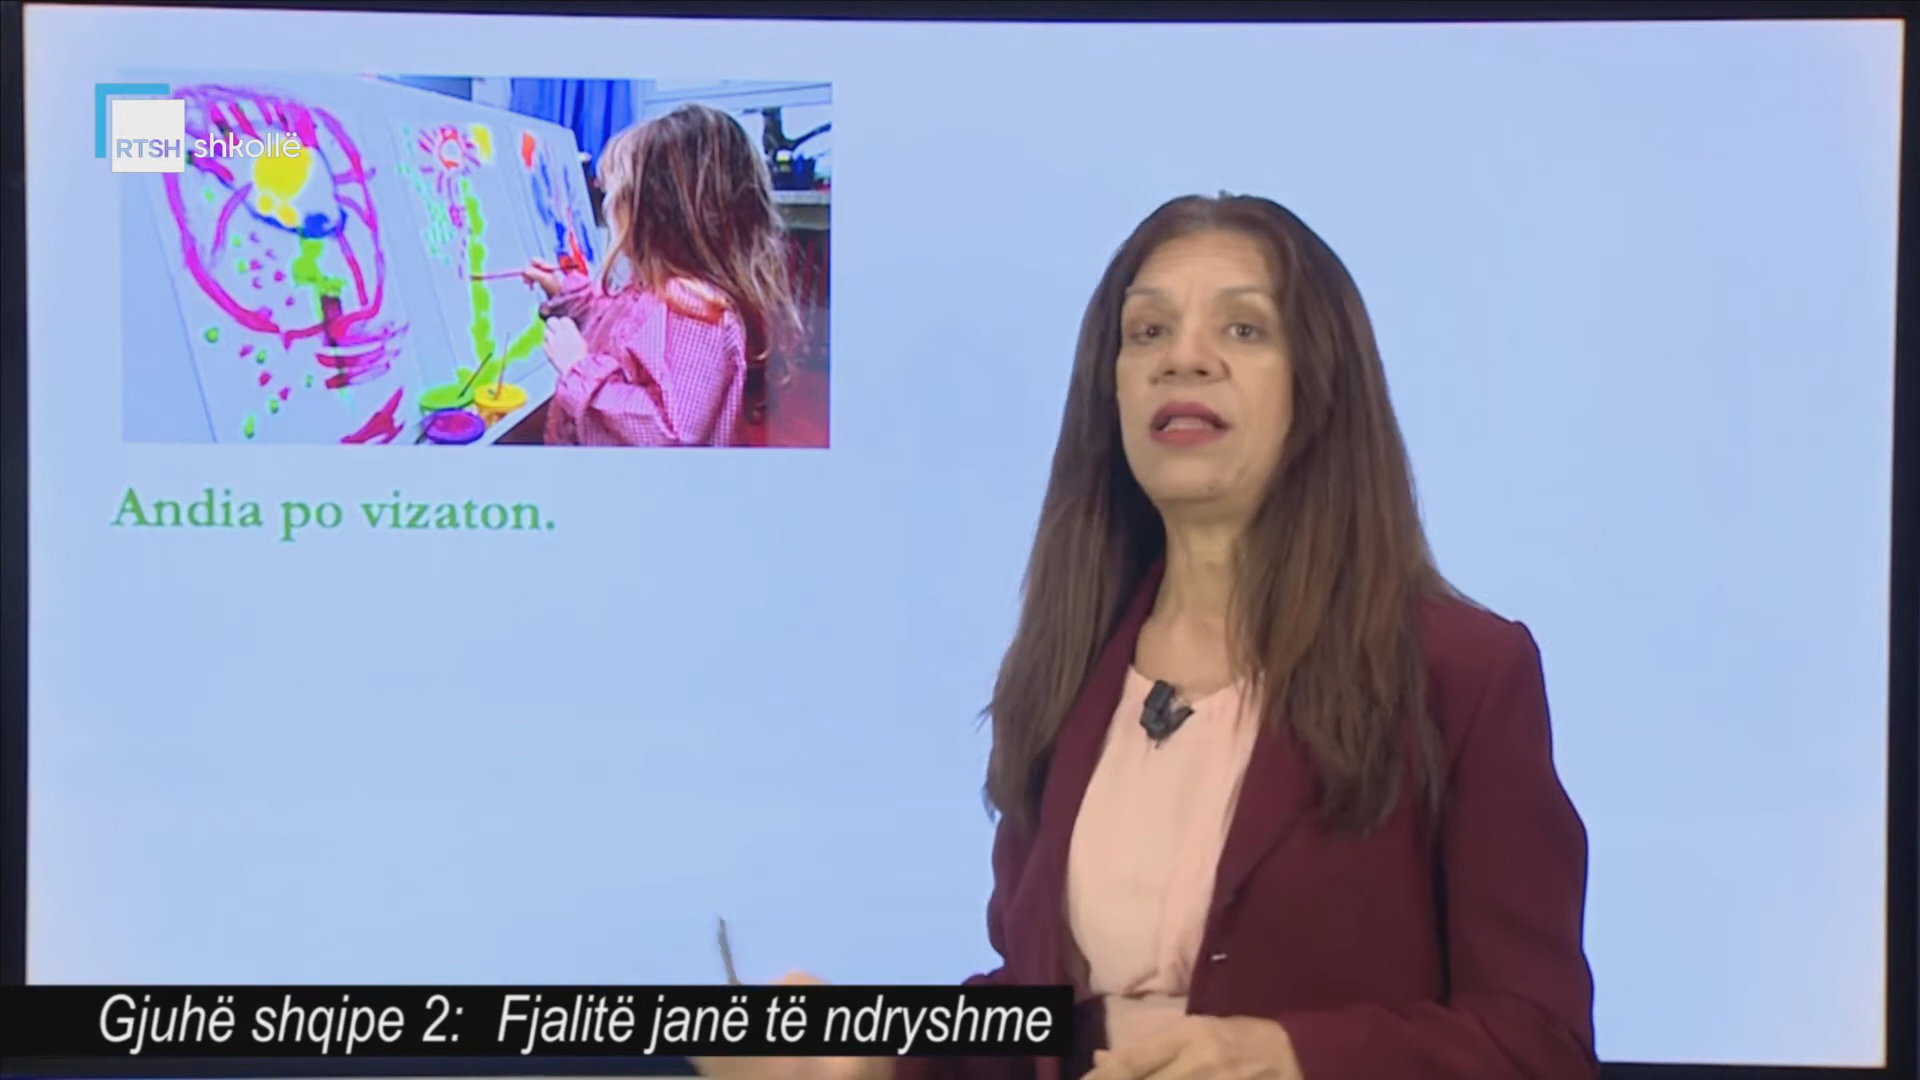 RTSH shkollë
Andia po vizaton.
Gjuhë shqipe 2: Fjalitë janë të ndryshme